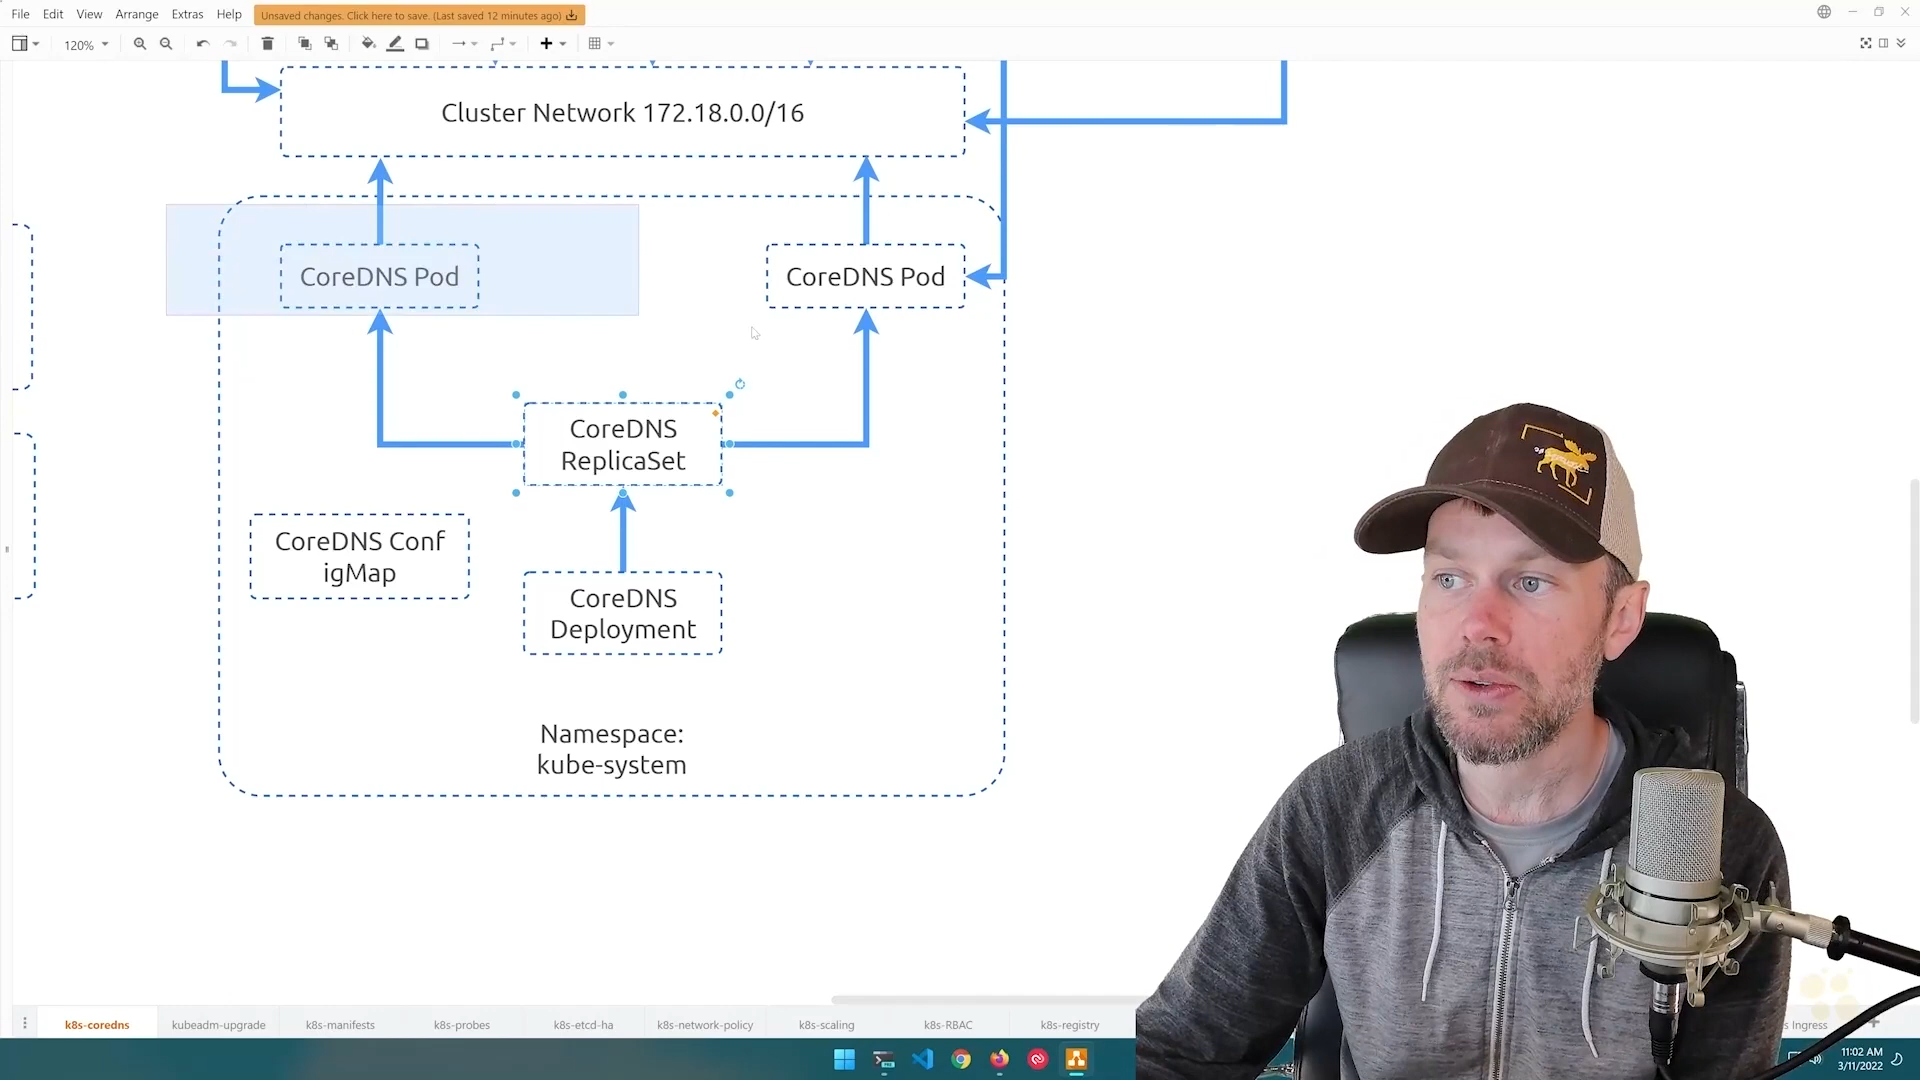 File Edit View Arrange Extras Help Unsaved changes. Click here to save. (Last saved 12 minutes ago)
120%
Cluster Network 172.18.0.0/16
CoreDNS Pod
CoreDNS Pod
CoreDNS
ReplicaSet
CoreDNS Conf
igMap
CoreDNS
Deployment
Namespace:
kube-system
k8s-coredns kubeadm-upgrade k8s-manifests k8s-probes k8s-etcd-ha k8s-network-policy k8s-scaling k8s-RBAC k8s-registry s Ingress
11:02 AM
3/11/2022